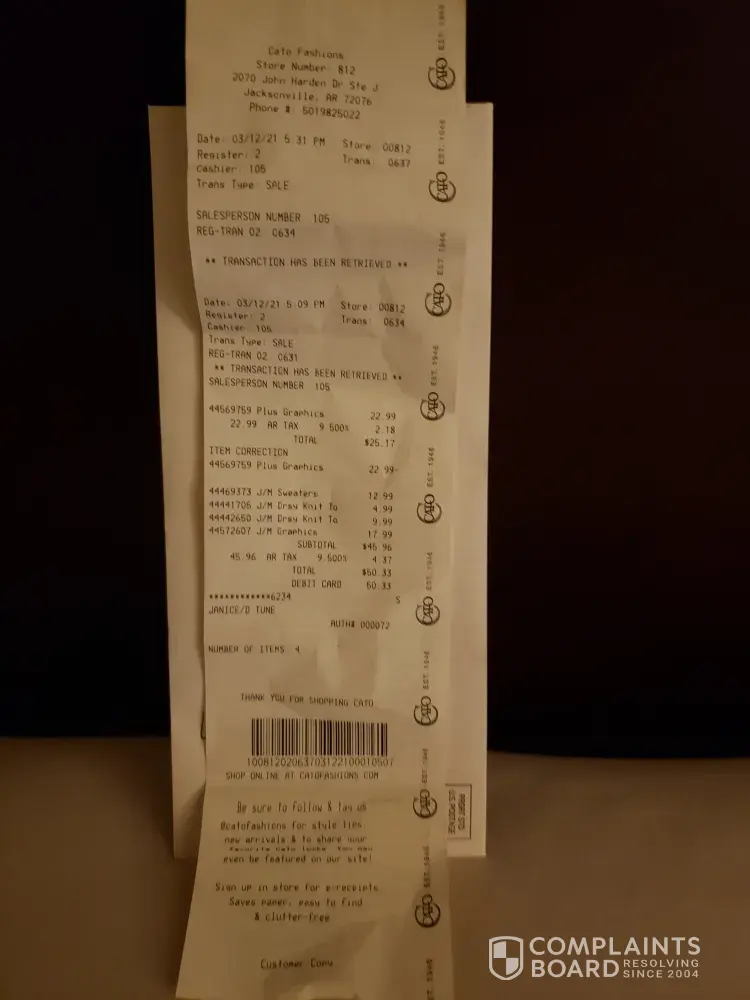 Cato Fashions
Store Number: 812
2070 John Harden Dr Ste J
Jacksonville, AR 72076
Phone #: 5019825022
Date: 03/12/21 5:31 PM Store: 00812
Register: 2 Trans: 0637
Cashier: 105
Trans Type: SALE
SALESPERSON NUMBER 105
REG-TRAN 02 0634
** TRANSACTION HAS BEEN RETRIEVED **
Date: 03/12/21 5:09 PM Store: 00812
Register: 2 Trans: 0634
Cashier: 105
Trans Type: SALE
REG-TRAN 02 0631
** TRANSACTION HAS BEEN RETRIEVED **
SALESPERSON NUMBER 105
44569759 Plus Graphics 22.99
22.99 AR TAX 9.500% 2.18
TOTAL $25.17
ITEM CORRECTION
44569759 Plus Graphics 22.99-
44469373 J/M Sweaters 12.99
44441705 J/M Drsy Knit To 4.99
44442650 J/M Drsy Knit To 9.99
44572607 J/M Graphics 17.99
SUBTOTAL $45.96
45.96 AR TAX 9.500% 4.37
TOTAL $50.33
DEBIT CARD 50.33
************6234 S
JANICE/D TUNE
AUTH# 000072
NUMBER OF ITEMS 4
THANK YOU FOR SHOPPING CATO
SHOP ONLINE AT CATOFASHIONS.COM
Be sure to follow & tag us
@catofashions for style tips,
new arrivals & to share your
favorite Cato looks. You may
even be featured on our site!
Sign up in store for e-receipts
Saves paper, easy to find
& clutter-free
Customer Copy
CATO EST. 1946
PRSRT STD
U.S. POSTAGE
COMPLAINTS
BOARD RESOLVING
SINCE 2004